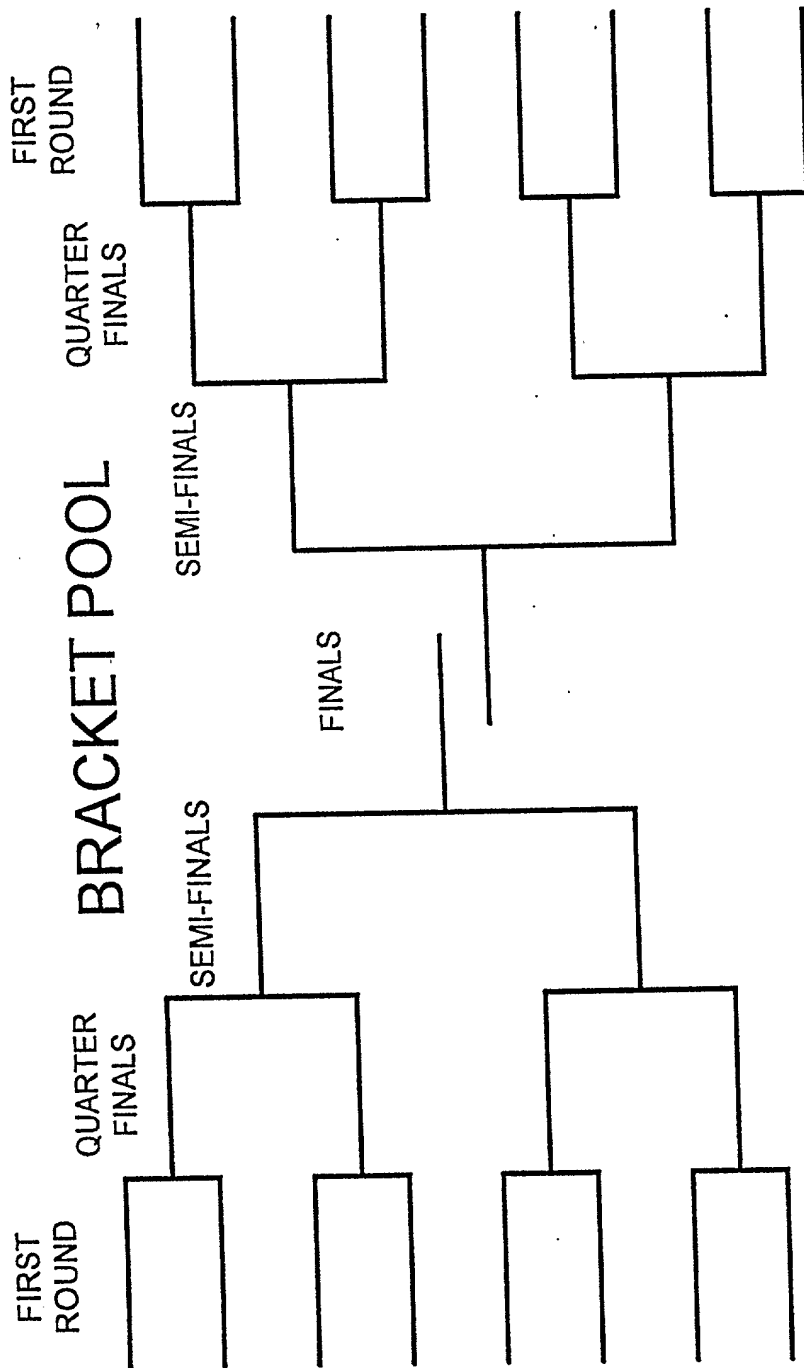 BRACKET POOL
FIRST
ROUND
QUARTER
FINALS
SEMI-FINALS
FINALS
SEMI-FINALS
QUARTER
FINALS
FIRST
ROUND